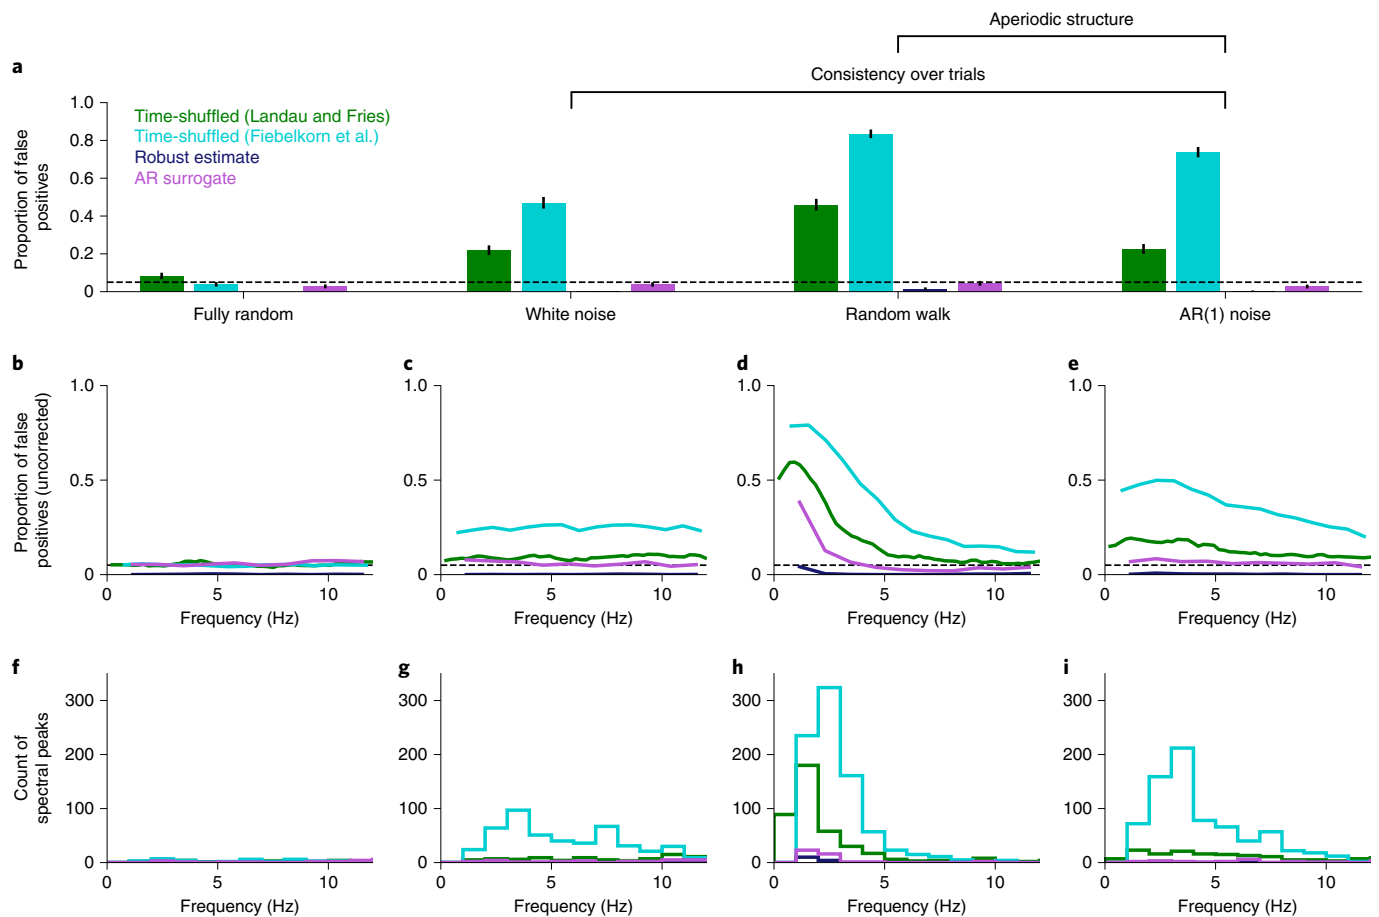 Aperiodic structure
a
Consistency over trials
Proportion of false
positives
1.0
0.8
0.6
0.4
0.2
0
Time-shuffled (Landau and Fries)
Time-shuffled (Fiebelkorn et al.)
Robust estimate
AR surrogate
Fully random
White noise
Random walk
AR(1) noise
b
c
d
e
Proportion of false
positives (uncorrected)
1.0
0.5
0
0
5
10
Frequency (Hz)
1.0
0.5
0
0
5
10
Frequency (Hz)
1.0
0.5
0
0
5
10
Frequency (Hz)
1.0
0.5
0
0
5
10
Frequency (Hz)
f
g
h
i
Count of
spectral peaks
300
200
100
0
0
5
10
Frequency (Hz)
300
200
100
0
0
5
10
Frequency (Hz)
300
200
100
0
0
5
10
Frequency (Hz)
300
200
100
0
0
5
10
Frequency (Hz)